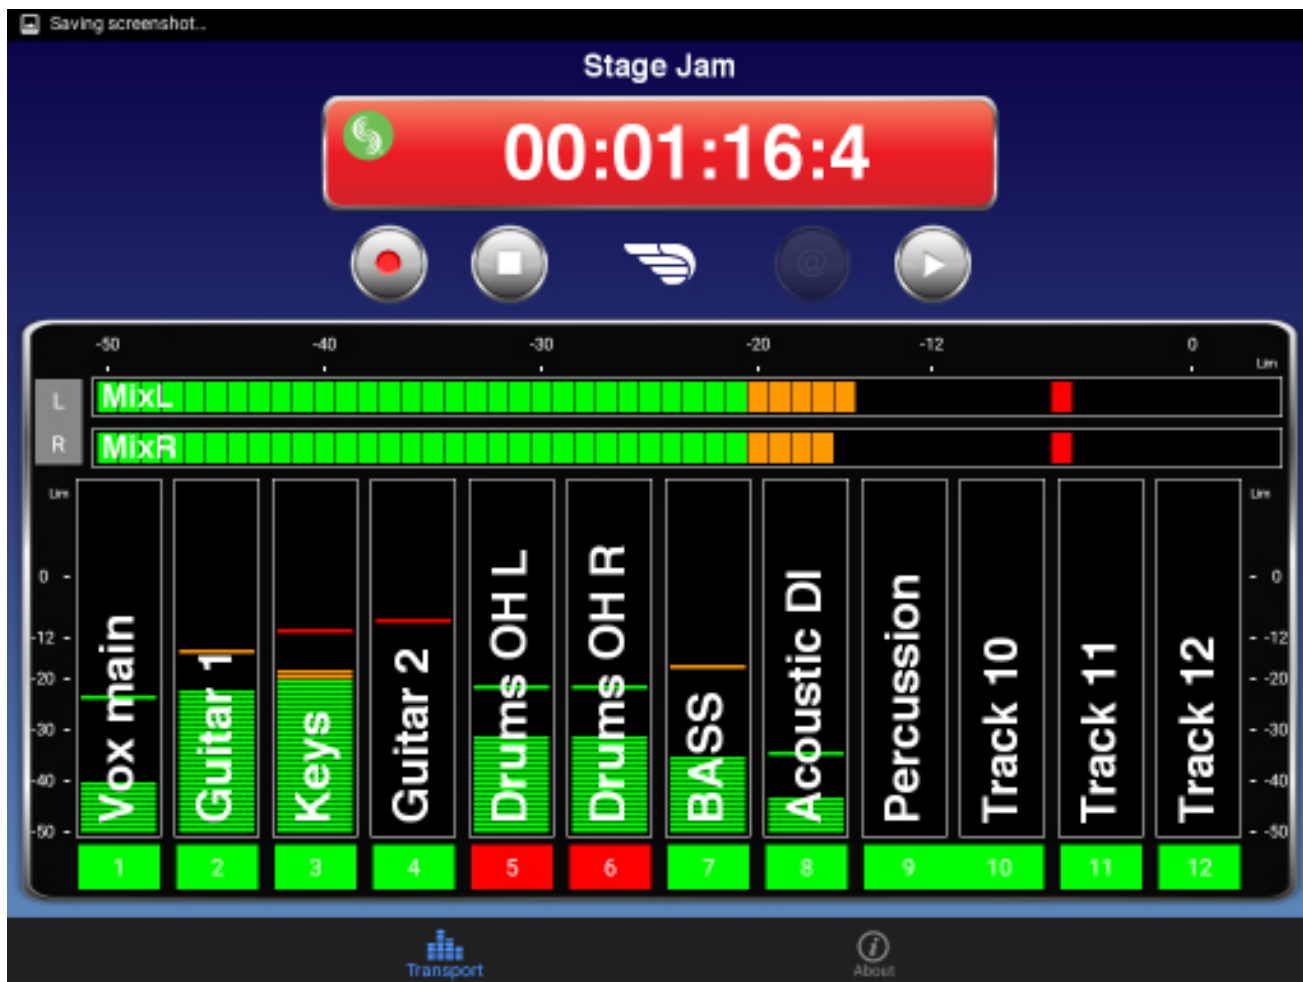 Saving screenshot...
Stage Jam
00:01:16:4
@
-50 -40 -30 -20 -12 0
Lim
L MixL
R MixR
Lim Lim
0 - - 0
-12 - - -12
-20 - - -20
-30 - - -30
-40 - - -40
-50 - - -50
Vox main
Guitar 1
Keys
Guitar 2
Drums OH L
Drums OH R
BASS
Acoustic DI
Percussion
Track 10
Track 11
Track 12
1 2 3 4 5 6 7 8 9 10 11 12
Transport
i
About